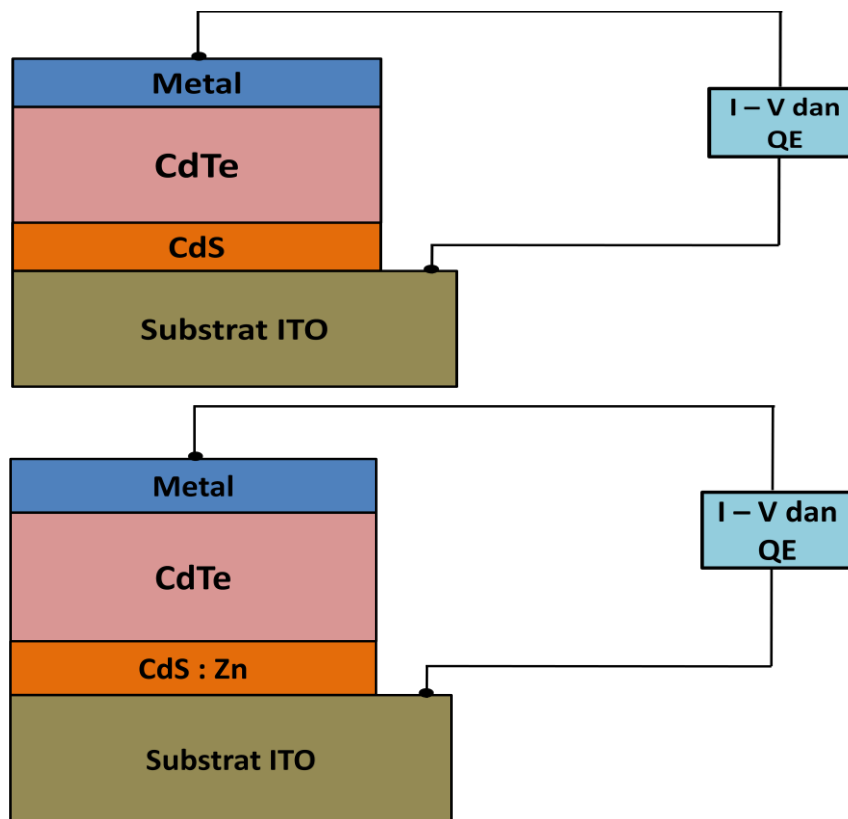 Metal
I – V dan
QE
CdTe
CdS
Substrat ITO
Metal
I – V dan
QE
CdTe
CdS : Zn
Substrat ITO